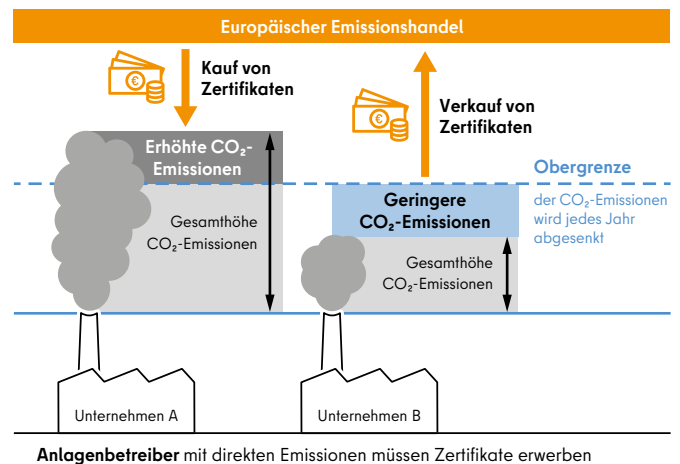 Europäischer Emissionshandel
Kauf von
Zertifikaten
Verkauf von
Zertifikaten
Erhöhte CO₂-
Emissionen
Obergrenze
der CO₂-Emissionen
wird jedes Jahr
abgesenkt
Geringere
CO₂-Emissionen
Gesamthöhe
CO₂-Emissionen
Gesamthöhe
CO₂-Emissionen
Unternehmen A
Unternehmen B
Anlagenbetreiber mit direkten Emissionen müssen Zertifikate erwerben